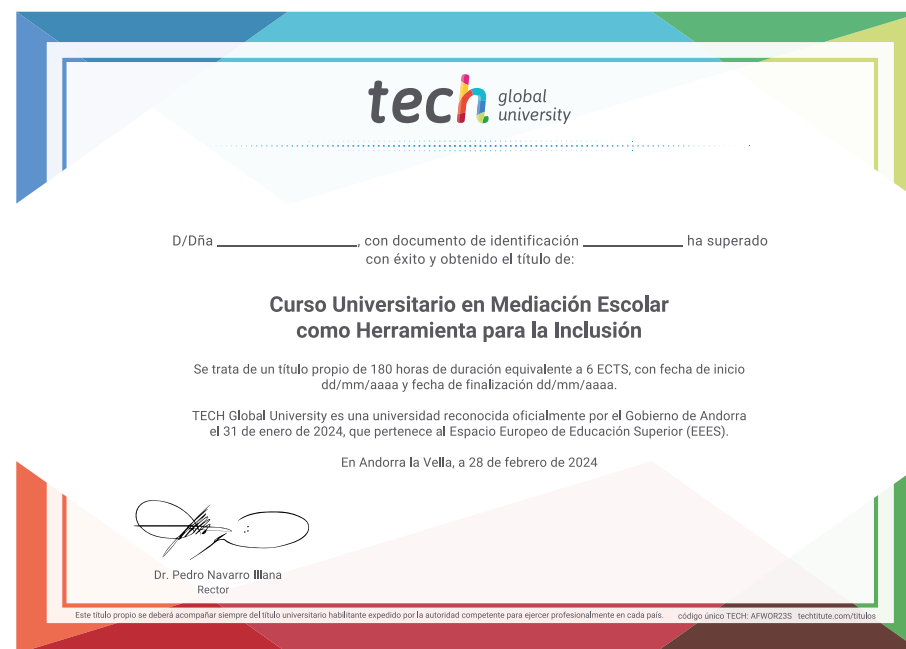 tech global university
D/Dña ____________________, con documento de identificación ______________ ha superado
con éxito y obtenido el título de:
Curso Universitario en Mediación Escolar
como Herramienta para la Inclusión
Se trata de un título propio de 180 horas de duración equivalente a 6 ECTS, con fecha de inicio
dd/mm/aaaa y fecha de finalización dd/mm/aaaa.
TECH Global University es una universidad reconocida oficialmente por el Gobierno de Andorra
el 31 de enero de 2024, que pertenece al Espacio Europeo de Educación Superior (EEES).
En Andorra la Vella, a 28 de febrero de 2024
Dr. Pedro Navarro Illana
Rector
Este título propio se deberá acompañar siempre del título universitario habilitante expedido por la autoridad competente para ejercer profesionalmente en cada país. código único TECH: AFWOR23S techtitute.com/titulos